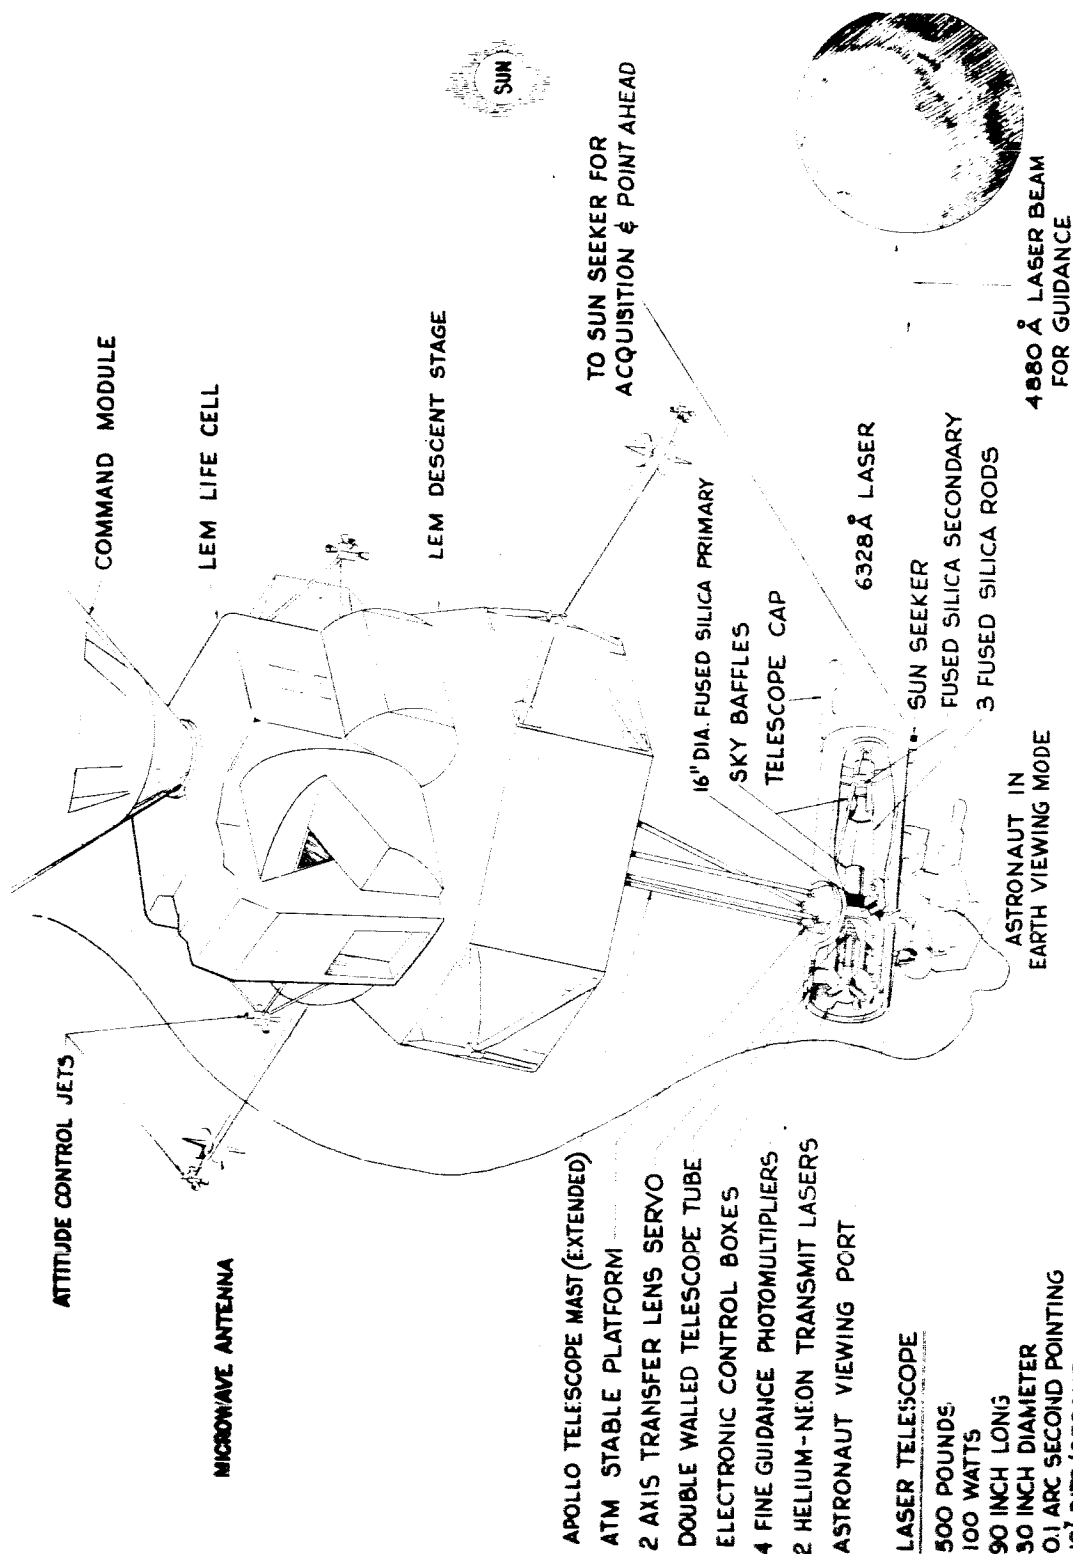 ATTITUDE CONTROL JETS
MICROWAVE ANTENNA
COMMAND MODULE
LEM LIFE CELL
LEM DESCENT STAGE
SUN
TO SUN SEEKER FOR
ACQUISITION & POINT AHEAD
APOLLO TELESCOPE MAST (EXTENDED)
ATM STABLE PLATFORM
2 AXIS TRANSFER LENS SERVO
DOUBLE WALLED TELESCOPE TUBE
ELECTRONIC CONTROL BOXES
4 FINE GUIDANCE PHOTOMULTIPLIERS
2 HELIUM-NEON TRANSMIT LASERS
ASTRONAUT VIEWING PORT
16" DIA. FUSED SILICA PRIMARY
SKY BAFFLES
TELESCOPE CAP
6328 Å LASER
SUN SEEKER
FUSED SILICA SECONDARY
3 FUSED SILICA RODS
4880 Å LASER BEAM
FOR GUIDANCE
ASTRONAUT IN
EARTH VIEWING MODE
LASER TELESCOPE
500 POUNDS
100 WATTS
90 INCH LONG
30 INCH DIAMETER
0.1 ARC SECOND POINTING